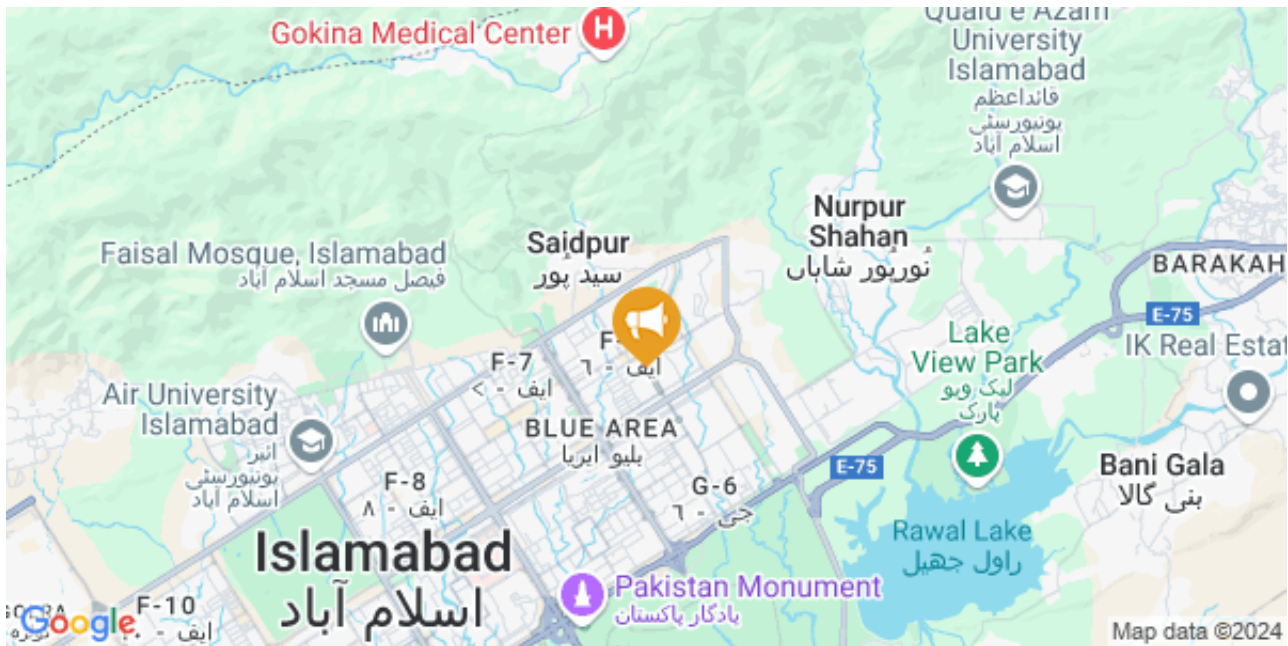 Gokina Medical Center
H
Quaid e Azam
University
Islamabad
قائداعظم
یونیورسٹی
اسلام آباد
Nurpur
Shahan
نُورپُور شاہاں
Saidpur
سید پور
Faisal Mosque, Islamabad
فیصل مسجد اسلام آباد
BARAKAH
E-75
Lake
View Park
لیک ویو
پارک
IK Real Estat
F-7
ایف - ٧
ایف - ٦
Air University
Islamabad
ائیر
یونیورسٹی
اسلام آباد
BLUE AREA
بلیو ایریا
E-75
Bani Gala
بنی گالا
F-8
ایف - ٨
G-6
جی - ٦
Rawal Lake
راول جھیل
Islamabad
اسلام آباد
Pakistan Monument
یادگار پاکستان
F-10
Google
Map data ©2024